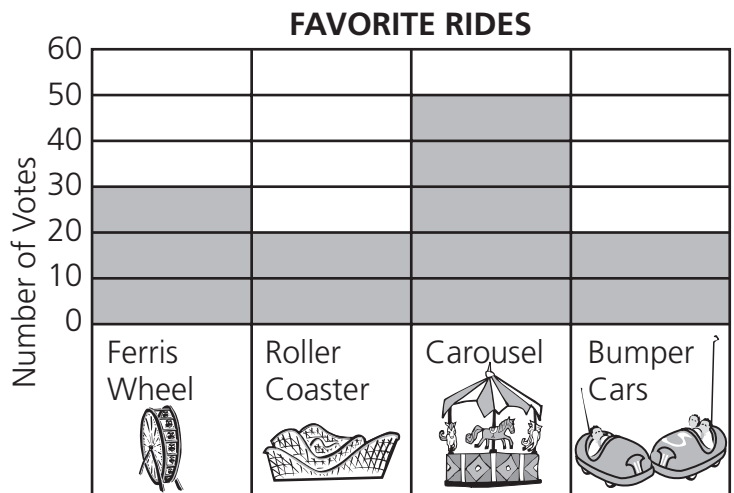 FAVORITE RIDES
Number of Votes
60
50
40
30
20
10
0
Ferris
Wheel
Roller
Coaster
Carousel
Bumper
Cars